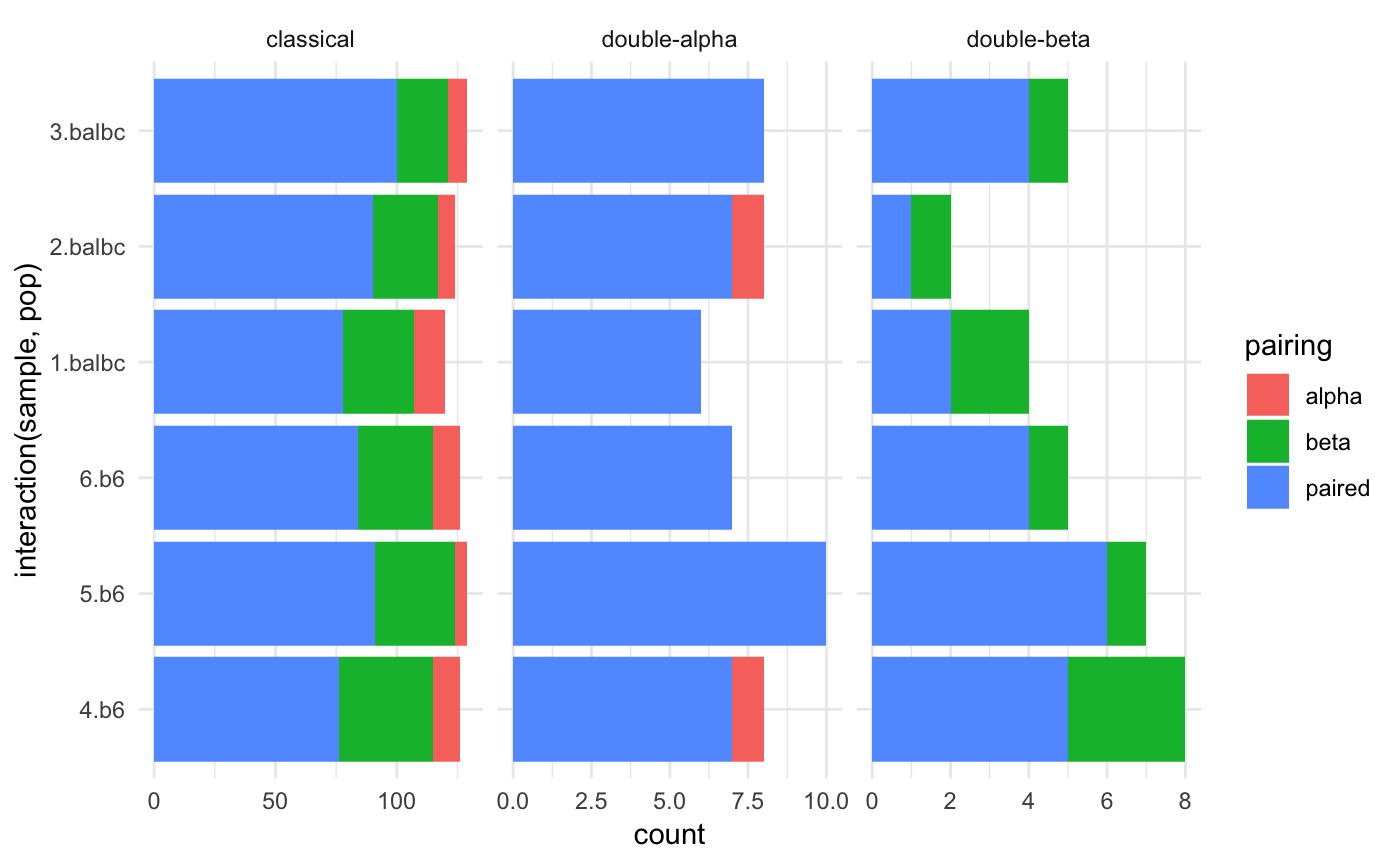 classical
double-alpha
double-beta
interaction(sample, pop)
3.balbc
2.balbc
1.balbc
6.b6
5.b6
4.b6
0 50 100
0.0 2.5 5.0 7.5 10.0
0 2 4 6 8
count
pairing
alpha
beta
paired